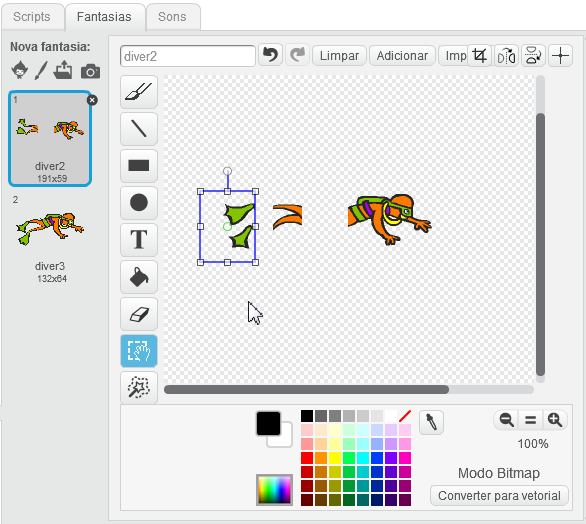 Scripts Fantasias Sons
Nova fantasia:
diver2
Limpar Adicionar Imp
1
diver2
191x59
2
diver3
132x64
T
100%
Modo Bitmap
Converter para vetorial